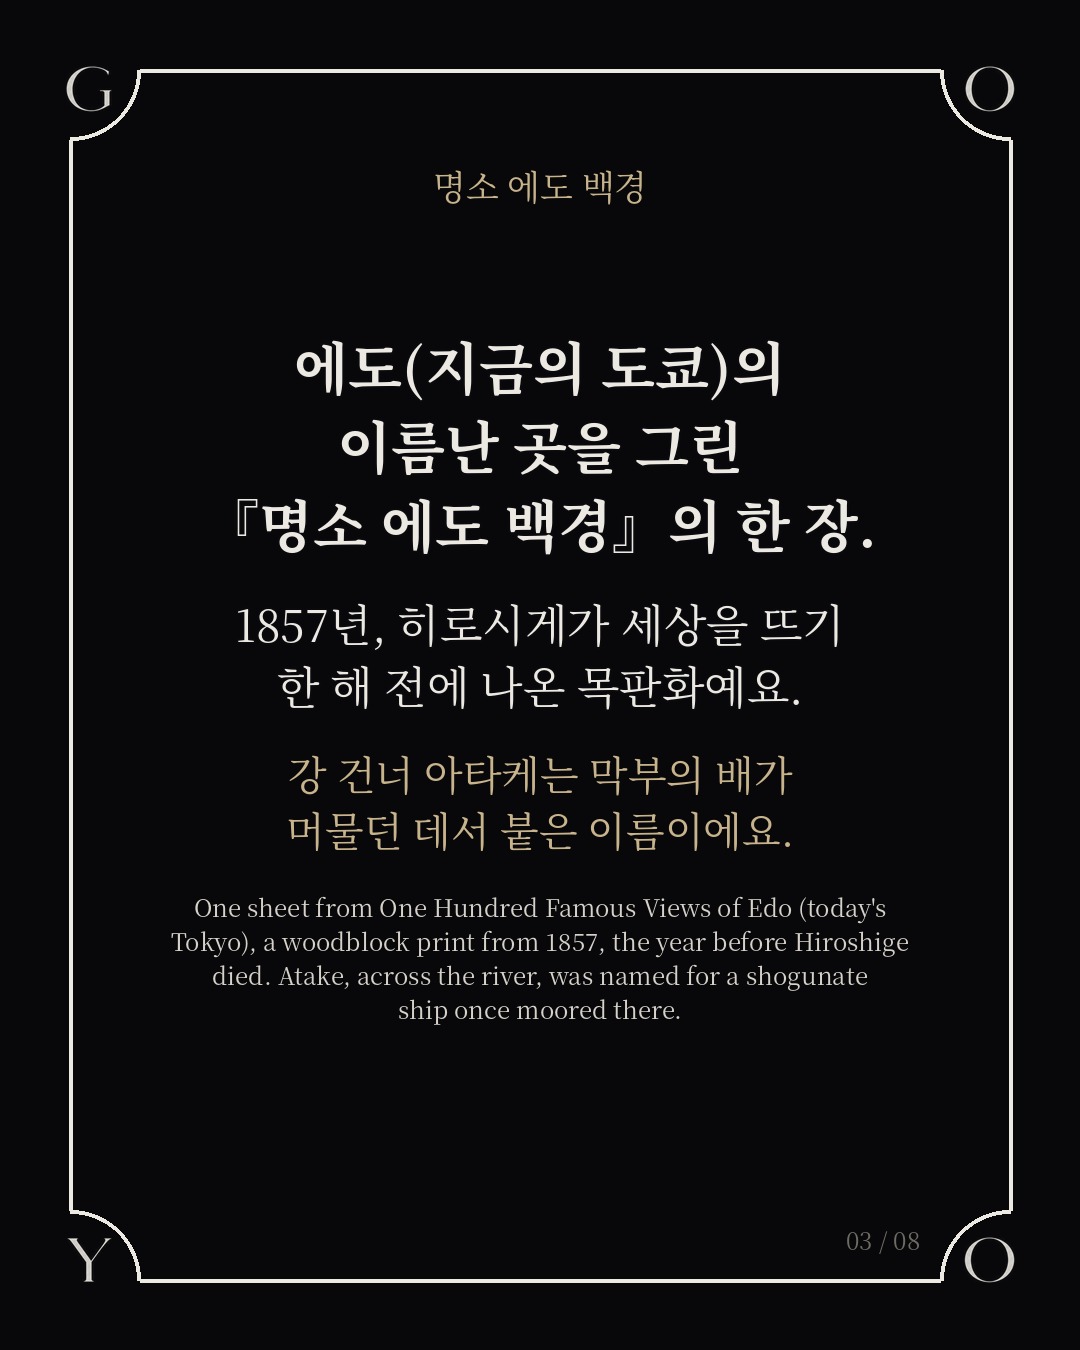 G O
명소 에도 백경
에도(지금의 도쿄)의
이름난 곳을 그린
『명소 에도 백경』의 한 장.
1857년, 히로시게가 세상을 뜨기
한 해 전에 나온 목판화예요.
강 건너 아타케는 막부의 배가
머물던 데서 붙은 이름이에요.
One sheet from One Hundred Famous Views of Edo (today's
Tokyo), a woodblock print from 1857, the year before Hiroshige
died. Atake, across the river, was named for a shogunate
ship once moored there.
03 / 08
Y O